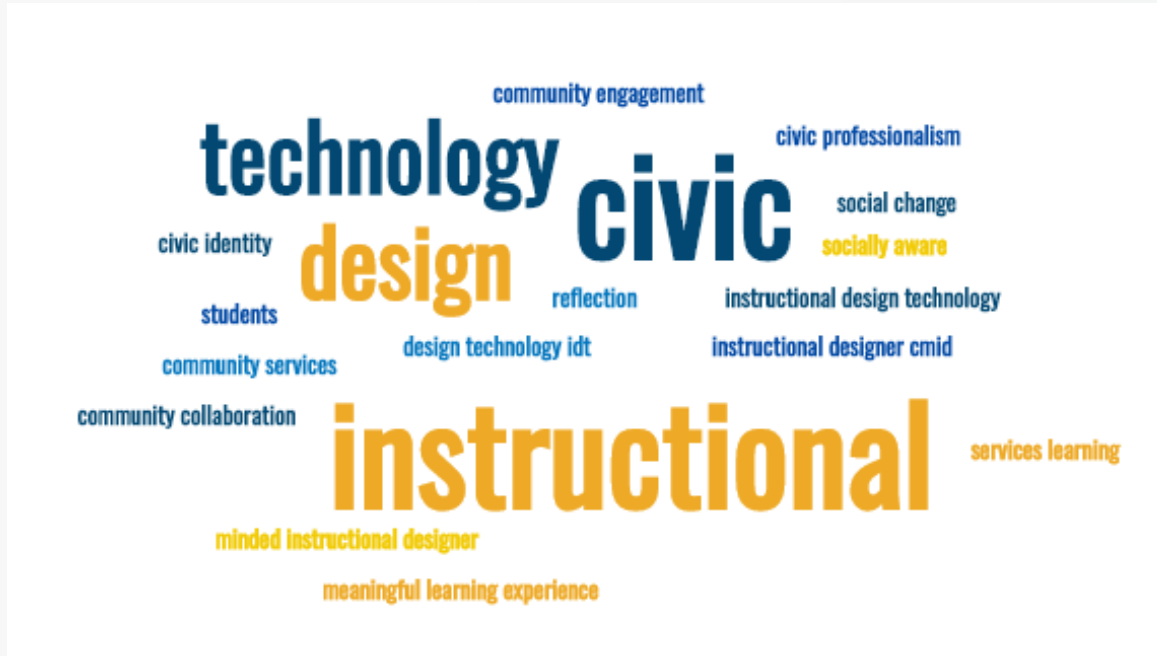 community engagement
technology
civic professionalism
civic
social change
civic identity
design
socially aware
reflection
instructional design technology
students
design technology idt
instructional designer cmid
community services
community collaboration
instructional
services learning
minded instructional designer
meaningful learning experience